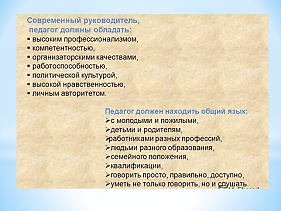 Современный руководитель,
педагог должны обладать:
▪ высоким профессионализмом,
▪ компетентностью,
▪ организаторскими качествами,
▪ работоспособностью,
▪ политической культурой,
▪ высокой нравственностью,
▪ личным авторитетом.
Педагог должен находить общий язык:
➢с молодыми и пожилыми,
➢детьми и родителям,
➢работниками разных профессий,
➢людьми разного образования,
➢семейного положения,
➢квалификации,
➢говорить просто, правильно, доступно,
➢уметь не только говорить, но и слушать